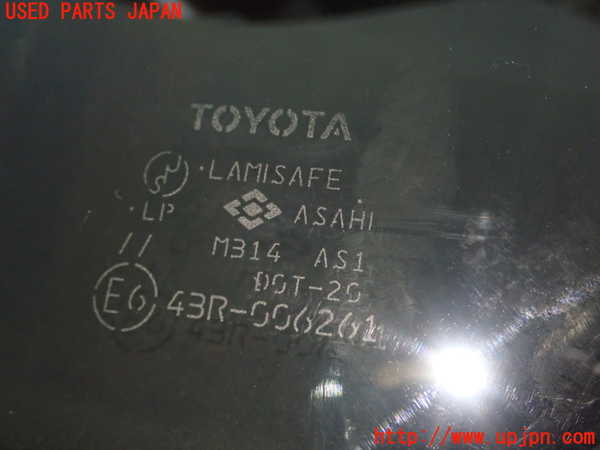 USED PARTS JAPAN
TOYOTA
·LAMISAFE
·LP ASAHI
// M314 AS1
DOT-20
E6 43R-006261
http://www.upjpn.com/